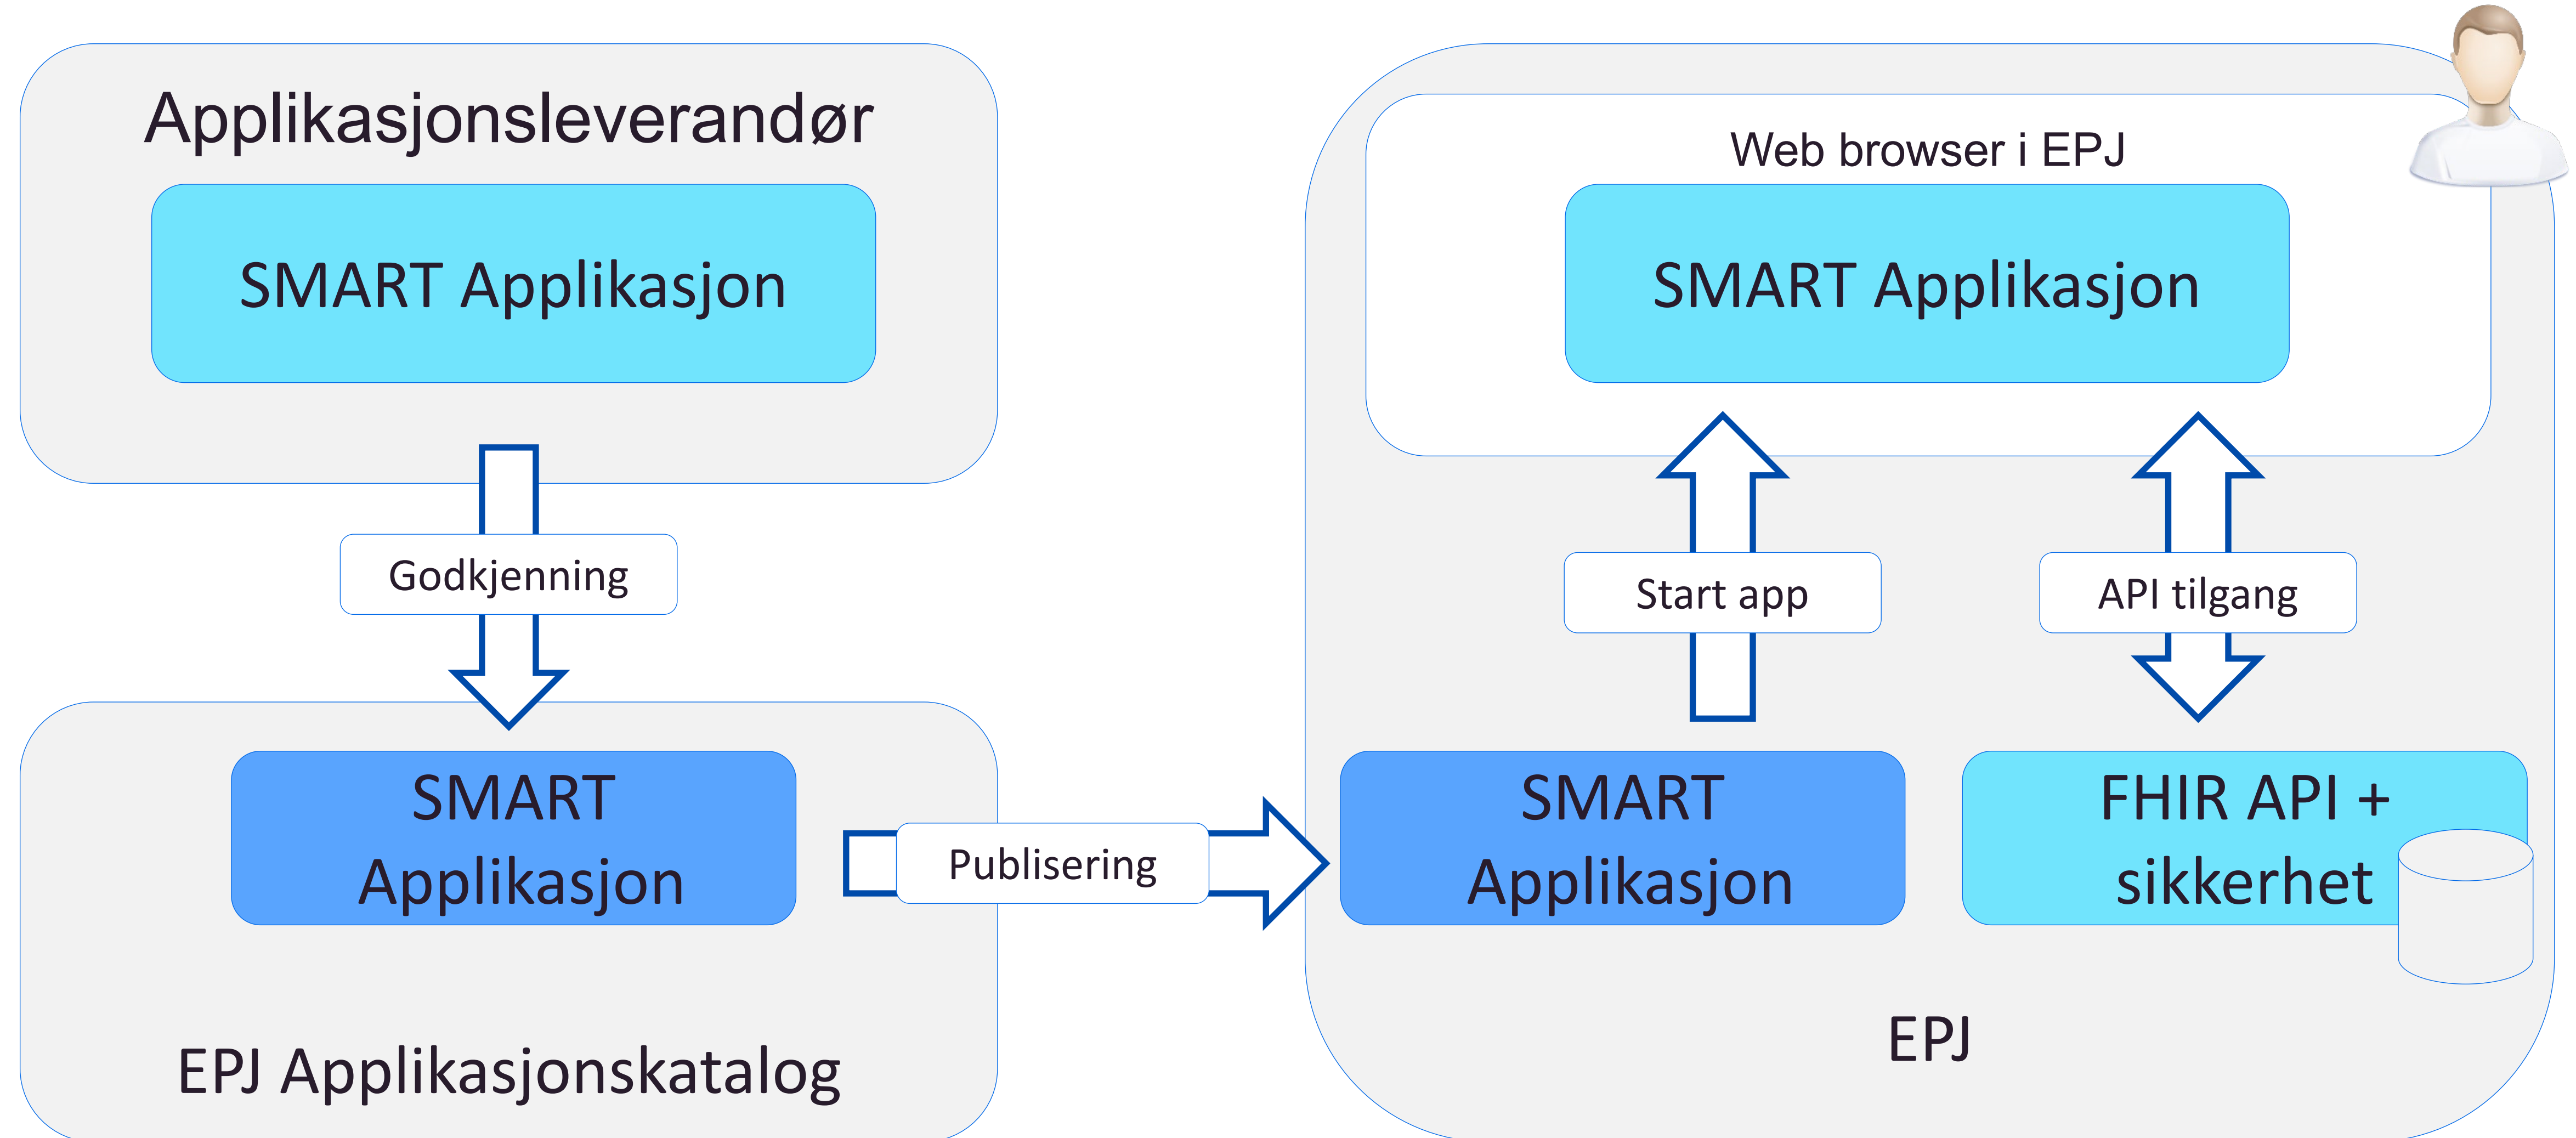 Applikasjonsleverandør
SMART Applikasjon
Godkjenning
SMART
Applikasjon
EPJ Applikasjonskatalog
Publisering
Web browser i EPJ
SMART Applikasjon
Start app
API tilgang
SMART
Applikasjon
FHIR API +
sikkerhet
EPJ